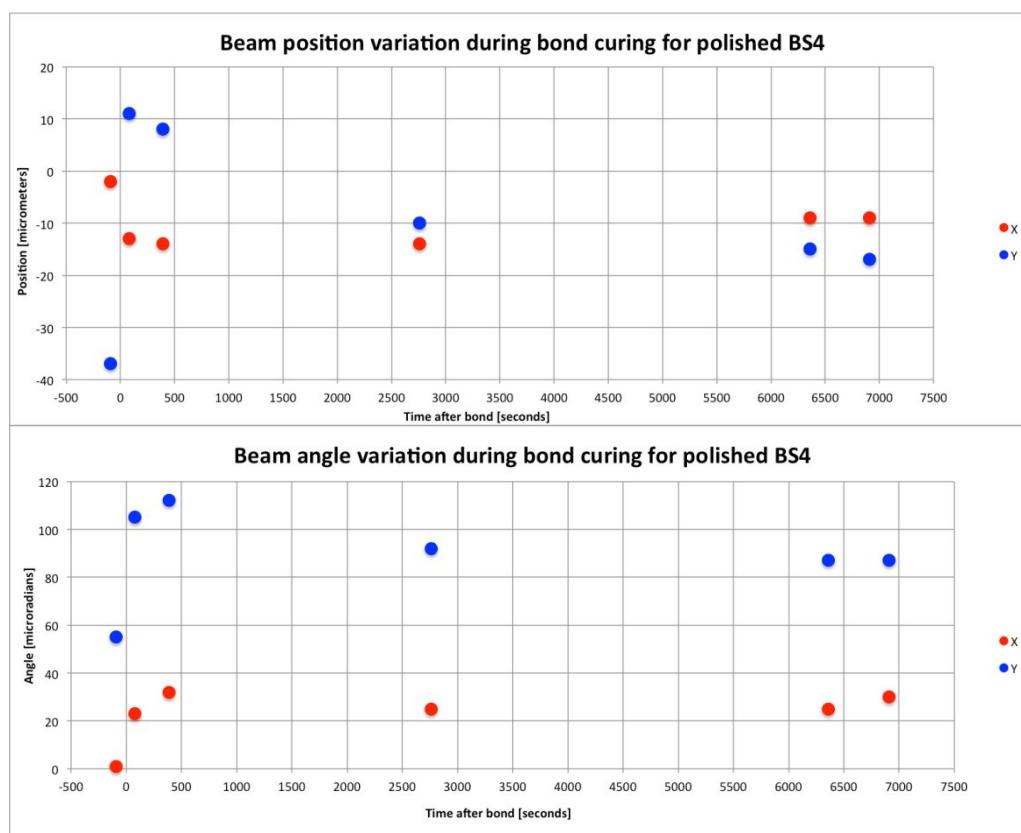 Beam position variation during bond curing for polished BS4
20
10
0
-10
-20
-30
-40
Position [micrometers]
-500 0 500 1000 1500 2000 2500 3000 3500 4000 4500 5000 5500 6000 6500 7000 7500
Time after bond [seconds]
X
Y
Beam angle variation during bond curing for polished BS4
120
100
80
60
40
20
0
Angle [microradians]
-500 0 500 1000 1500 2000 2500 3000 3500 4000 4500 5000 5500 6000 6500 7000 7500
Time after bond [seconds]
X
Y